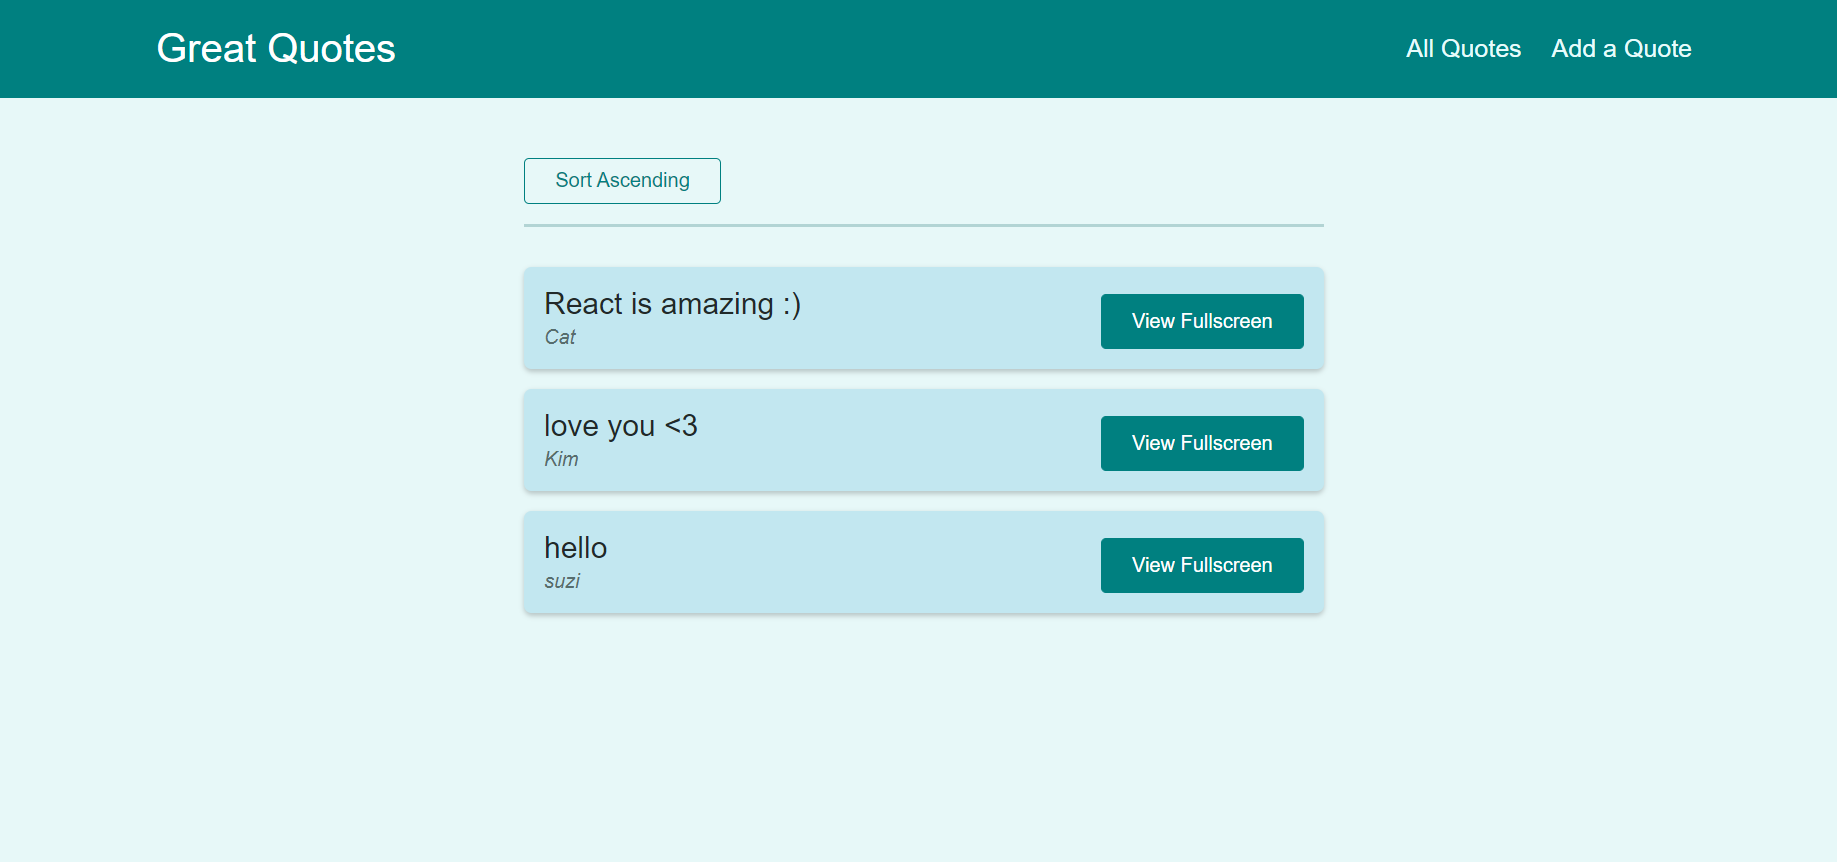 Great Quotes
All Quotes
Add a Quote
Sort Ascending
React is amazing :)
Cat
View Fullscreen
love you <3
Kim
View Fullscreen
hello
suzi
View Fullscreen